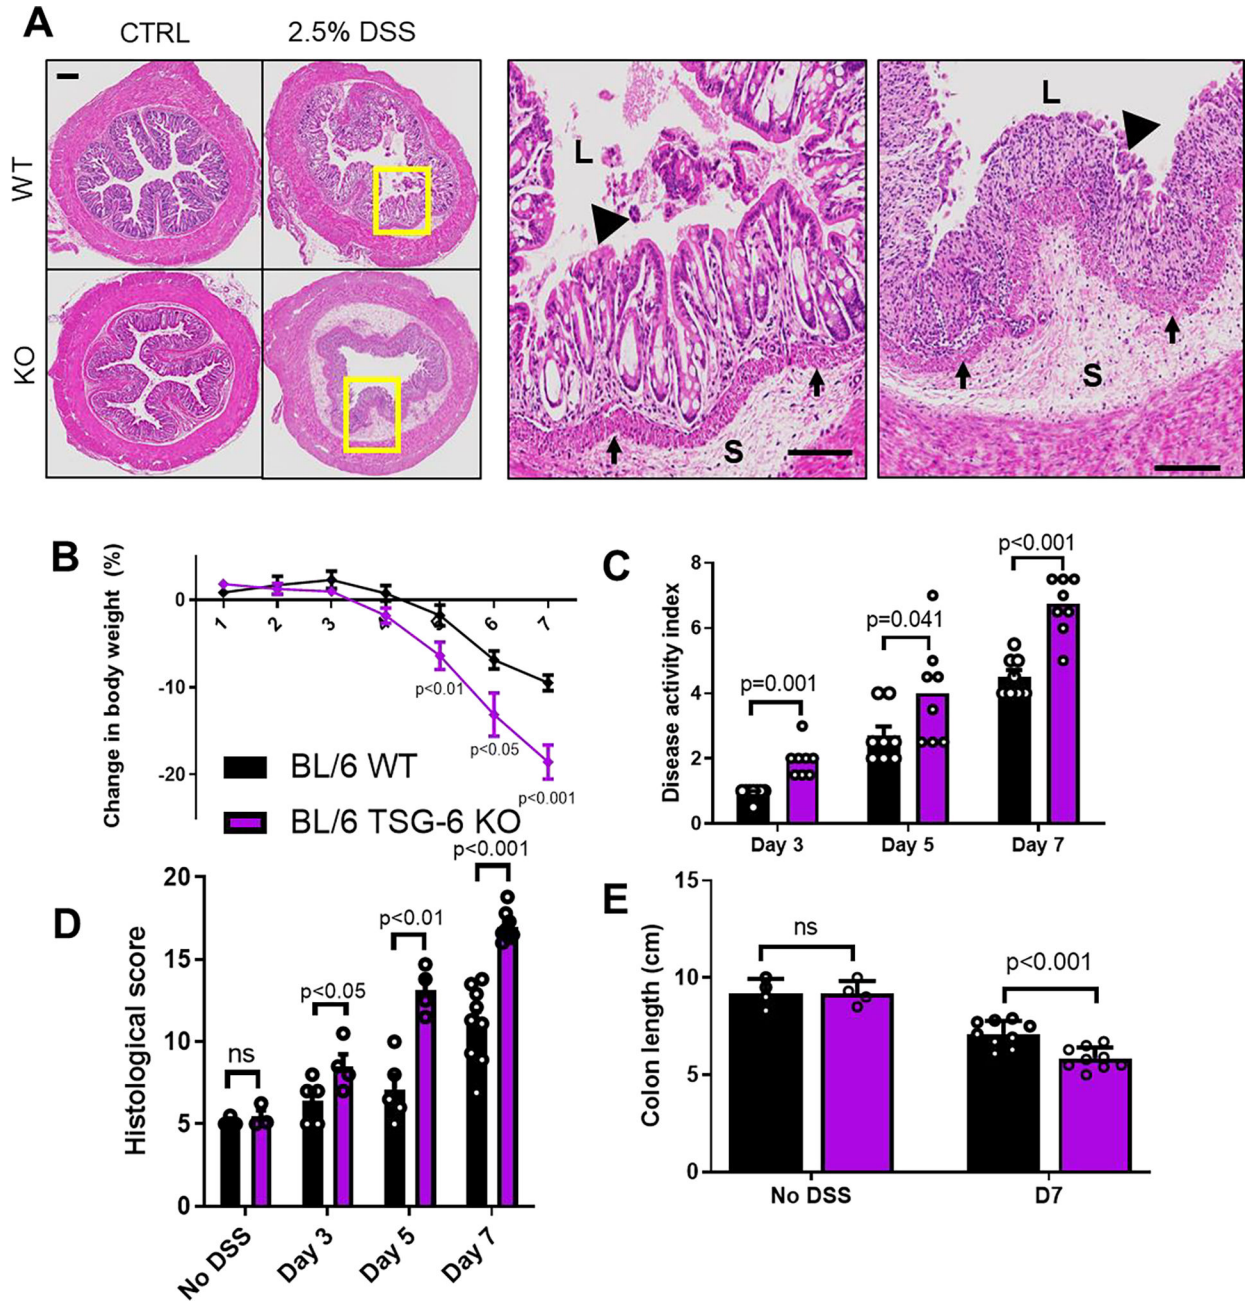 A
CTRL
2.5% DSS
WT
KO
L
S
L
S
B
Change in body weight (%)
0
-10
-20
1
2
3
4
5
6
7
p<0.01
p<0.05
p<0.001
BL/6 WT
BL/6 TSG-6 KO
C
Disease activity index
8
6
4
2
0
p=0.001
p=0.041
p<0.001
Day 3
Day 5
Day 7
D
Histological score
20
15
10
5
0
ns
p<0.05
p<0.01
p<0.001
No DSS
Day 3
Day 5
Day 7
E
Colon length (cm)
15
10
5
0
ns
p<0.001
No DSS
D7